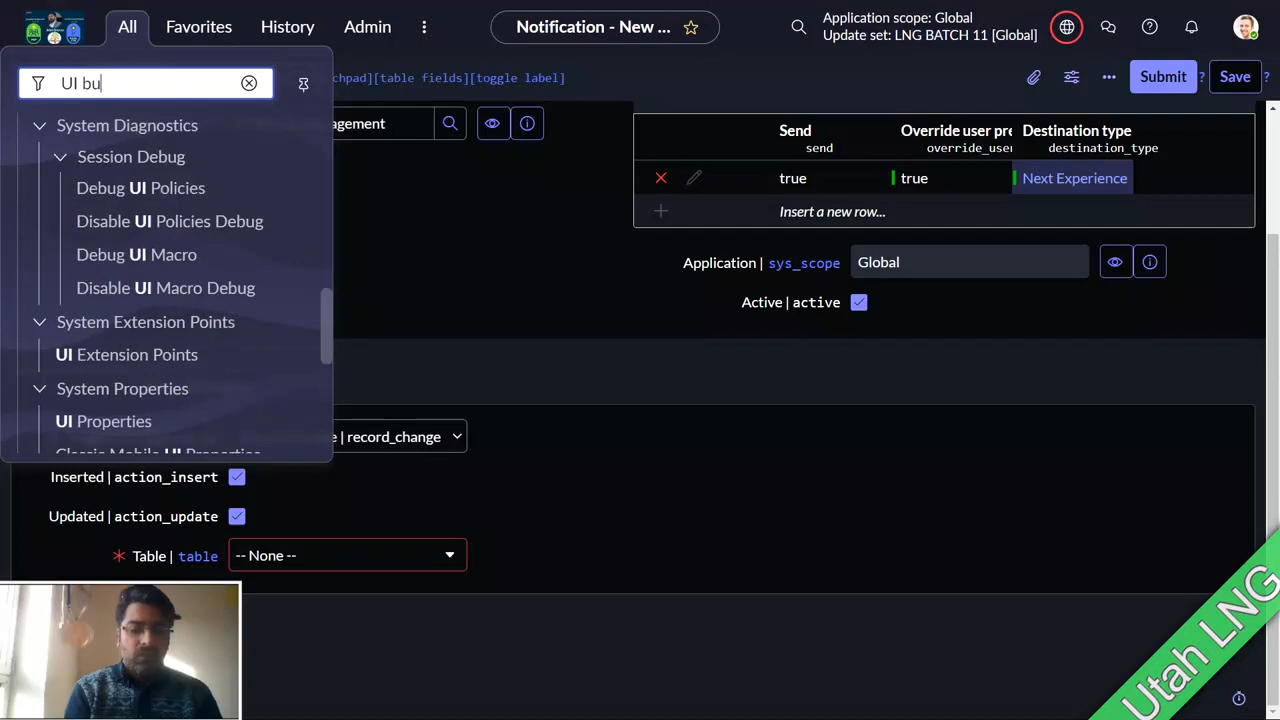 All
Favorites
History
Admin
Notification - New ...
Application scope: Global
Update set: LNG BATCH 11 [Global]
UI bu
chpad][table fields][toggle label]
Submit
?
Save
?
System Diagnostics
Session Debug
Debug UI Policies
Disable UI Policies Debug
Debug UI Macro
Disable UI Macro Debug
System Extension Points
UI Extension Points
System Properties
UI Properties
Classic Mobile UI Properties
agement
Send
send
Override user pre
override_user
Destination type
destination_type
true
true
Next Experience
Insert a new row...
Application | sys_scope
Global
Active | active
e | record_change
Inserted | action_insert
Updated | action_update
* Table | table
-- None --
Utah LNG